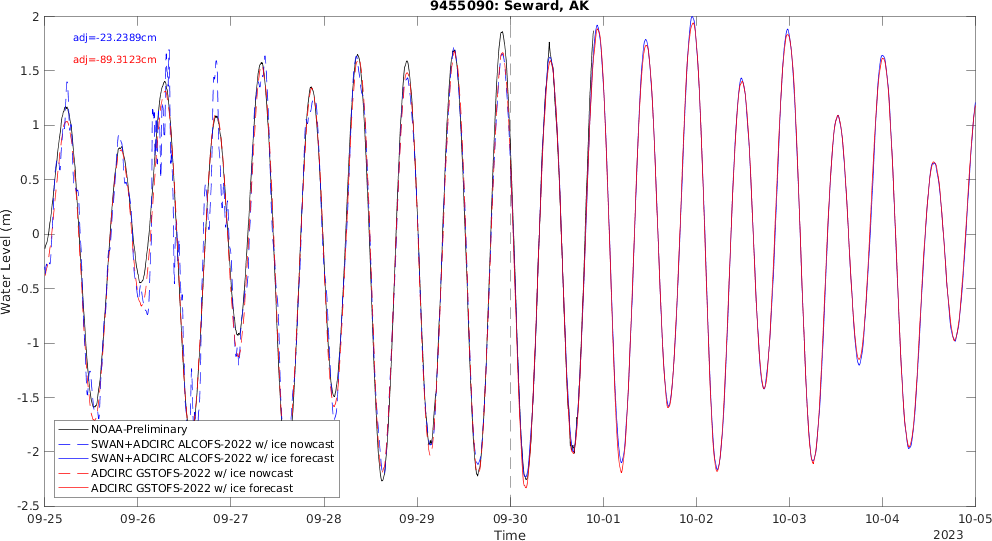 9455090: Seward, AK
adj=-23.2389cm
adj=-89.3123cm
Water Level (m)
2
1.5
1
0.5
0
-0.5
-1
-1.5
-2
-2.5
NOAA-Preliminary
SWAN+ADCIRC ALCOFS-2022 w/ ice nowcast
SWAN+ADCIRC ALCOFS-2022 w/ ice forecast
ADCIRC GSTOFS-2022 w/ ice nowcast
ADCIRC GSTOFS-2022 w/ ice forecast
09-25 09-26 09-27 09-28 09-29 09-30 10-01 10-02 10-03 10-04 10-05
Time
2023